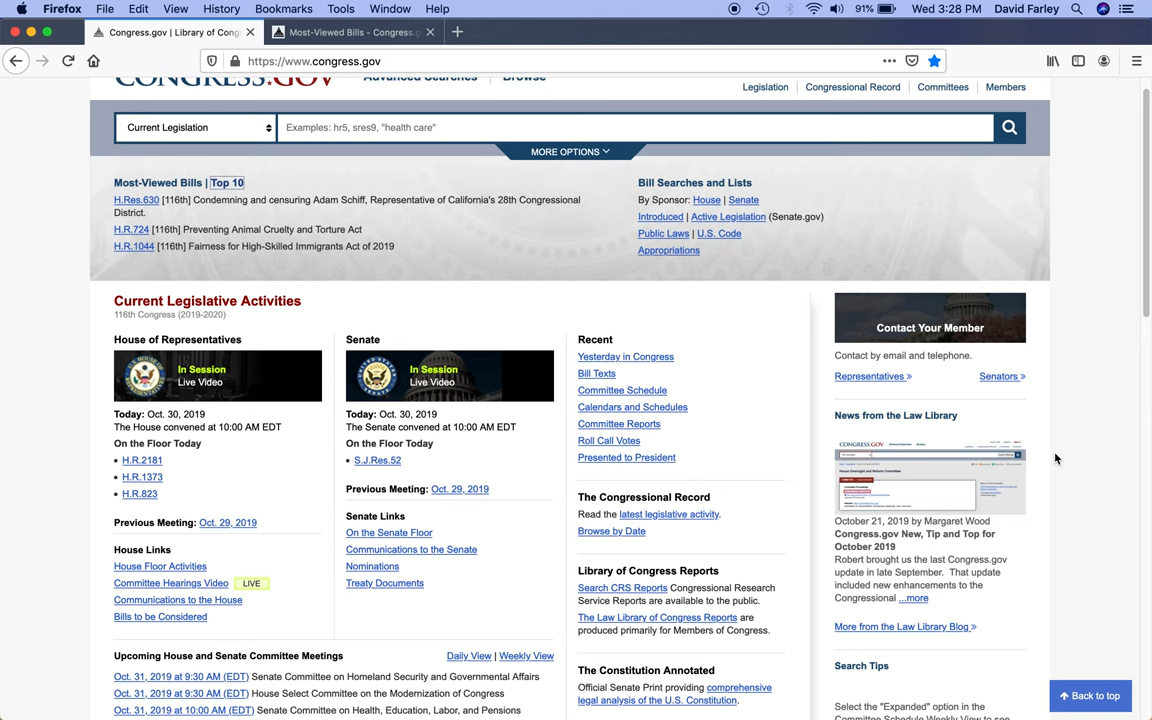 Firefox File Edit View History Bookmarks Tools Window Help 91% Wed 3:28 PM David Farley
Congress.gov | Library of Cong
Most-Viewed Bills - Congress.g
https://www.congress.gov
CONGRESS.GOV Advanced Searches Browse
Legislation Congressional Record Committees Members
Current Legislation
Examples: hr5, sres9, "health care"
MORE OPTIONS
Most-Viewed Bills | Top 10
H.Res.630 [116th] Condemning and censuring Adam Schiff, Representative of California's 28th Congressional
District.
H.R.724 [116th] Preventing Animal Cruelty and Torture Act
H.R.1044 [116th] Fairness for High-Skilled Immigrants Act of 2019
Bill Searches and Lists
By Sponsor: House | Senate
Introduced | Active Legislation (Senate.gov)
Public Laws | U.S. Code
Appropriations
Current Legislative Activities
116th Congress (2019-2020)
House of Representatives
In Session
Live Video
Today: Oct. 30, 2019
The House convened at 10:00 AM EDT
On the Floor Today
• H.R.2181
• H.R.1373
• H.R.823
Previous Meeting: Oct. 29, 2019
House Links
House Floor Activities
Committee Hearings Video LIVE
Communications to the House
Bills to be Considered
Senate
In Session
Live Video
Today: Oct. 30, 2019
The Senate convened at 10:00 AM EDT
On the Floor Today
• S.J.Res.52
Previous Meeting: Oct. 29, 2019
Senate Links
On the Senate Floor
Communications to the Senate
Nominations
Treaty Documents
Upcoming House and Senate Committee Meetings Daily View | Weekly View
Oct. 31, 2019 at 9:30 AM (EDT) Senate Committee on Homeland Security and Governmental Affairs
Oct. 31, 2019 at 9:30 AM (EDT) House Select Committee on the Modernization of Congress
Oct. 31, 2019 at 10:00 AM (EDT) Senate Committee on Health, Education, Labor, and Pensions
Recent
Yesterday in Congress
Bill Texts
Committee Schedule
Calendars and Schedules
Committee Reports
Roll Call Votes
Presented to President
The Congressional Record
Read the latest legislative activity.
Browse by Date
Library of Congress Reports
Search CRS Reports Congressional Research
Service Reports are available to the public.
The Law Library of Congress Reports are
produced primarily for Members of Congress.
The Constitution Annotated
Official Senate Print providing comprehensive
legal analysis of the U.S. Constitution.
Contact Your Member
Contact by email and telephone.
Representatives » Senators »
News from the Law Library
October 21, 2019 by Margaret Wood
Congress.gov New, Tip and Top for
October 2019
Robert brought us the last Congress.gov
update in late September. That update
included new enhancements to the
Congressional ...more
More from the Law Library Blog »
Search Tips
Select the "Expanded" option in the
Committee Schedule Weekly View to see
Back to top